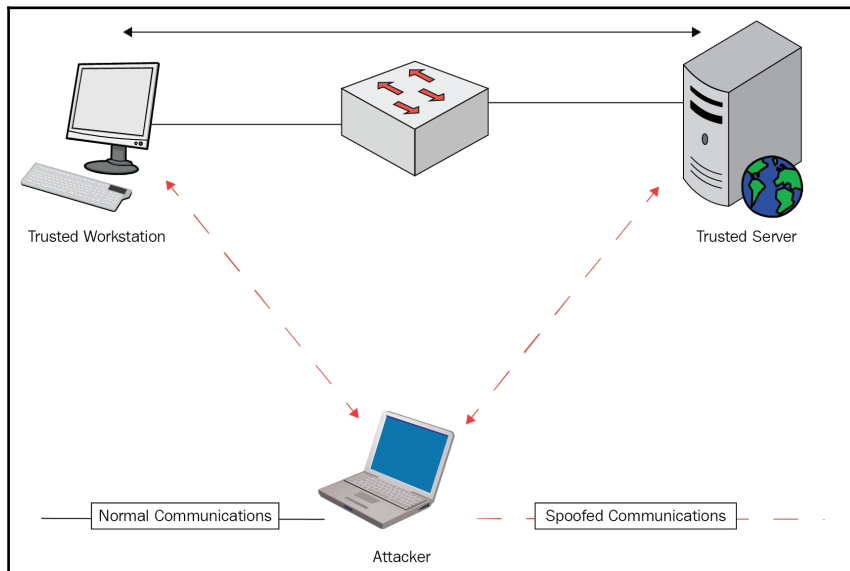 Trusted Workstation
Trusted Server
Normal Communications
Spoofed Communications
Attacker